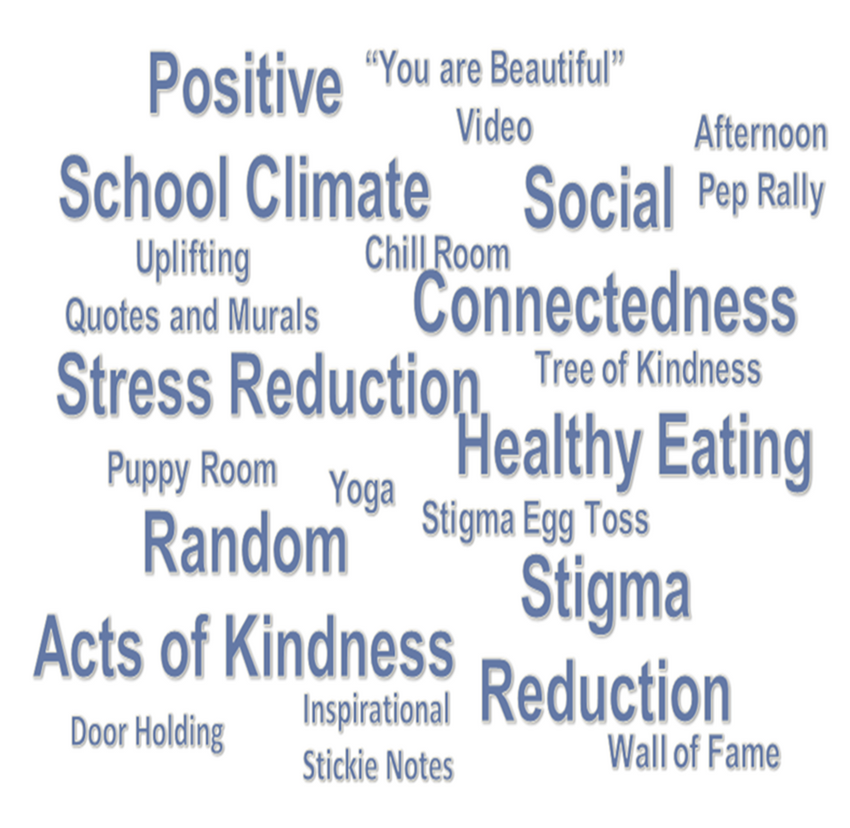 Positive
“You are Beautiful”
Video
Afternoon
Pep Rally
School Climate
Social
Uplifting
Quotes and Murals
Chill Room
Connectedness
Stress Reduction
Tree of Kindness
Healthy Eating
Puppy Room
Yoga
Stigma Egg Toss
Random
Acts of Kindness
Stigma
Reduction
Door Holding
Inspirational
Stickie Notes
Wall of Fame